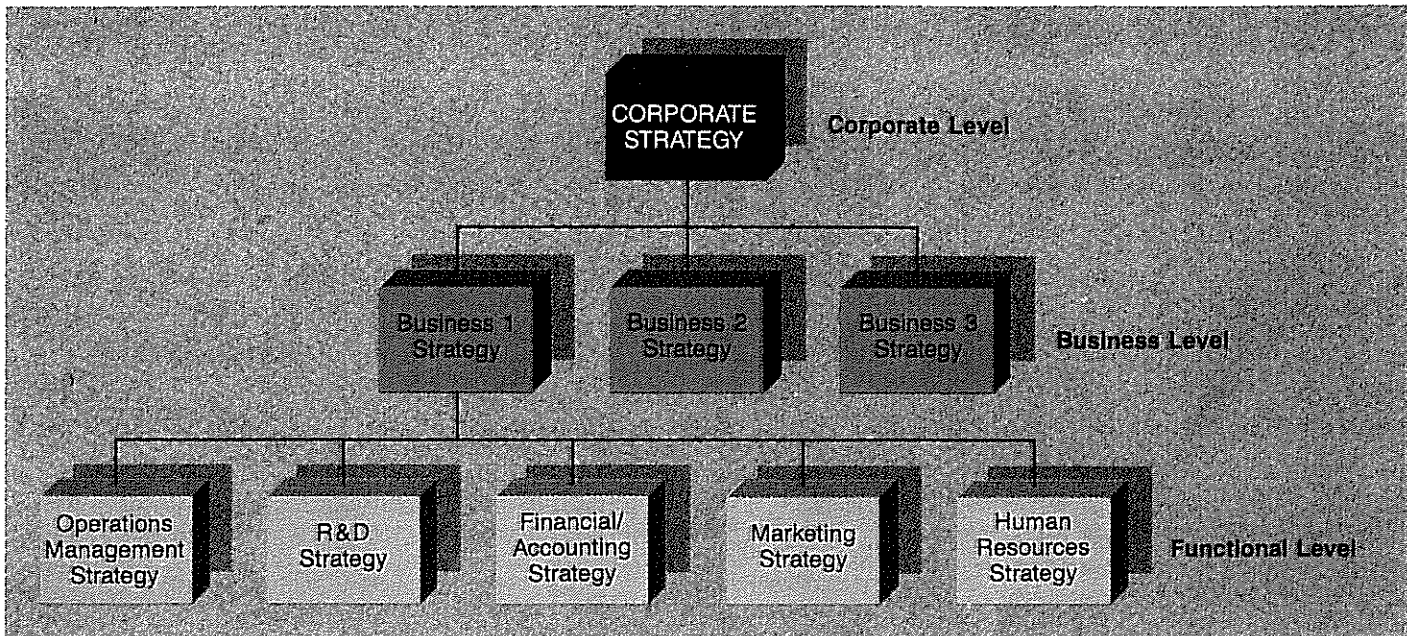 CORPORATE
STRATEGY
Corporate Level
Business 1
Strategy
Business 2
Strategy
Business 3
Strategy
Business Level
Operations
Management
Strategy
R&D
Strategy
Financial/
Accounting
Strategy
Marketing
Strategy
Human
Resources
Strategy
Functional Level